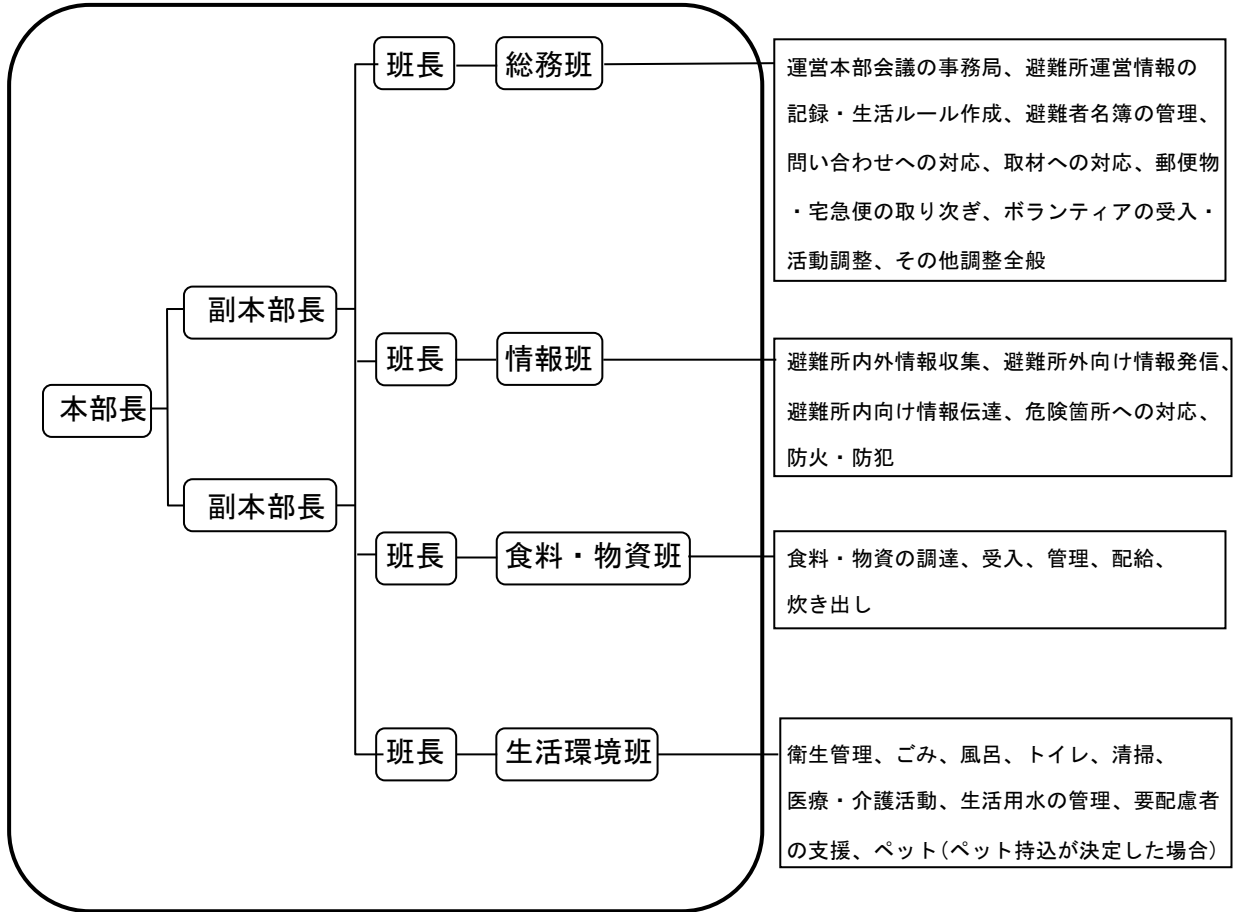 班長
総務班
運営本部会議の事務局、避難所運営情報の
記録・生活ルール作成、避難者名簿の管理、
問い合わせへの対応、取材への対応、郵便物
・宅急便の取り次ぎ、ボランティアの受入・
活動調整、その他調整全般
副本部長
班長
情報班
避難所内外情報収集、避難所外向け情報発信、
避難所内向け情報伝達、危険箇所への対応、
防火・防犯
本部長
副本部長
班長
食料・物資班
食料・物資の調達、受入、管理、配給、
炊き出し
班長
生活環境班
衛生管理、ごみ、風呂、トイレ、清掃、
医療・介護活動、生活用水の管理、要配慮者
の支援、ペット(ペット持込が決定した場合)